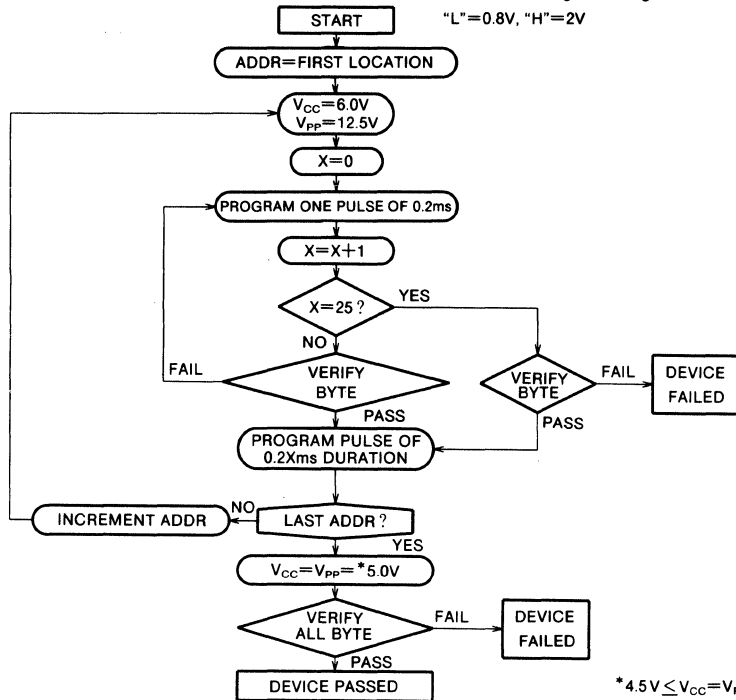 START
"L"=0.8V, "H"=2V
ADDR=FIRST LOCATION
VCC=6.0V
VPP=12.5V
X=0
PROGRAM ONE PULSE OF 0.2ms
X=X+1
X=25?
YES
NO
FAIL
VERIFY
BYTE
PASS
VERIFY
BYTE
FAIL
PASS
DEVICE
FAILED
PROGRAM PULSE OF
0.2Xms DURATION
LAST ADDR?
NO
INCREMENT ADDR
YES
VCC=VPP=*5.0V
VERIFY
ALL BYTE
FAIL
DEVICE
FAILED
PASS
DEVICE PASSED
*4.5V≤VCC=